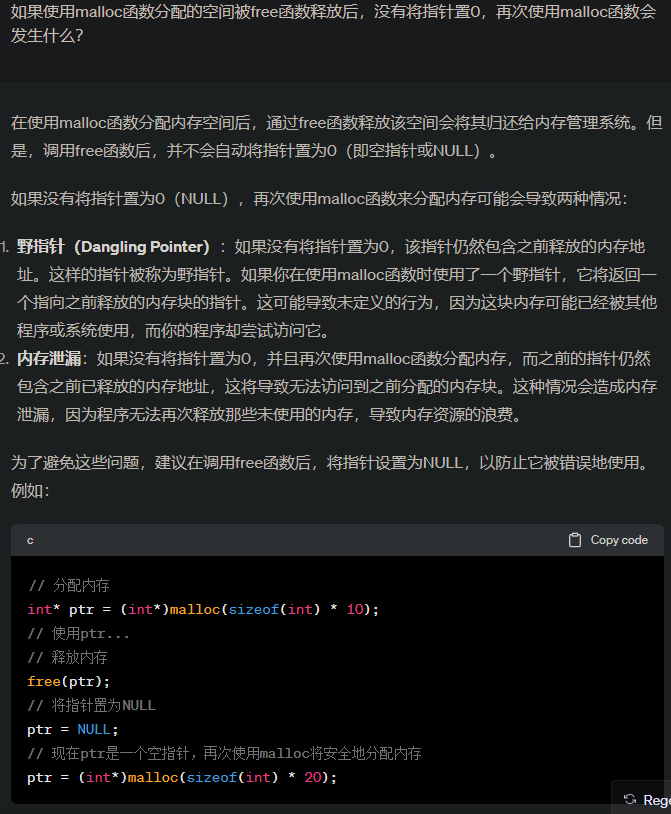 如果使用malloc函数分配的空间被free函数释放后，没有将指针置0，再次使用malloc函数会
发生什么？
在使用malloc函数分配内存空间后，通过free函数释放该空间会将其归还给内存管理系统。但
是，调用free函数后，并不会自动将指针置为0（即空指针或NULL）。
如果没有将指针置为0（NULL），再次使用malloc函数来分配内存可能会导致两种情况：
1. 野指针（Dangling Pointer）：如果没有将指针置为0，该指针仍然包含之前释放的内存地
址。这样的指针被称为野指针。如果你在使用malloc函数时使用了一个野指针，它将返回一
个指向之前释放的内存块的指针。这可能导致未定义的行为，因为这块内存可能已经被其他
程序或系统使用，而你的程序却尝试访问它。
2. 内存泄漏：如果没有将指针置为0，并且再次使用malloc函数分配内存，而之前的指针仍然
包含之前已释放的内存地址，这将导致无法访问到之前分配的内存块。这种情况会造成内存
泄漏，因为程序无法再次释放那些未使用的内存，导致内存资源的浪费。
为了避免这些问题，建议在调用free函数后，将指针设置为NULL，以防止它被错误地使用。
例如：
c Copy code
// 分配内存
int* ptr = (int*)malloc(sizeof(int) * 10);
// 使用ptr...
// 释放内存
free(ptr);
// 将指针置为NULL
ptr = NULL;
// 现在ptr是一个空指针，再次使用malloc将安全地分配内存
ptr = (int*)malloc(sizeof(int) * 20);
Rege